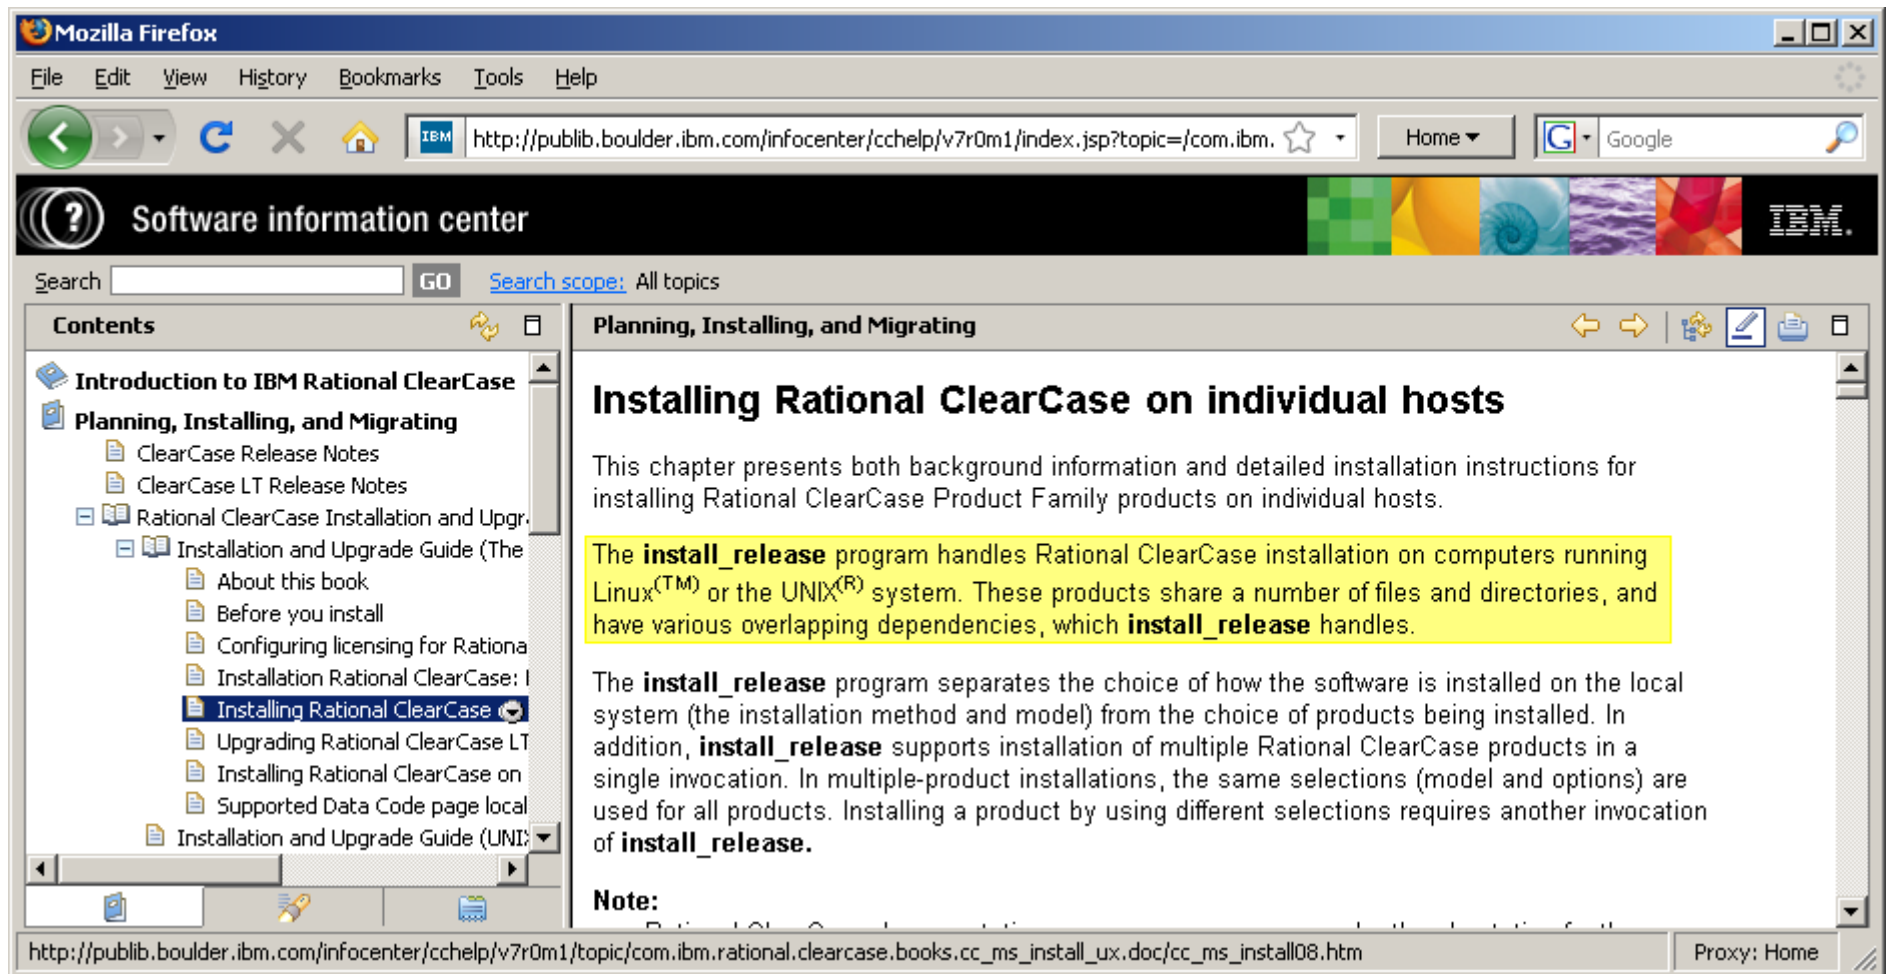 Mozilla Firefox
File Edit View History Bookmarks Tools Help
IBM http://publib.boulder.ibm.com/infocenter/cchelp/v7r0m1/index.jsp?topic=/com.ibm. Home G Google
Software information center IBM.
Search GO Search scope: All topics
Contents
Introduction to IBM Rational ClearCase
Planning, Installing, and Migrating
ClearCase Release Notes
ClearCase LT Release Notes
Rational ClearCase Installation and Upgr
Installation and Upgrade Guide (The
About this book
Before you install
Configuring licensing for Rationa
Installation Rational ClearCase:
Installing Rational ClearCase
Upgrading Rational ClearCase LT
Installing Rational ClearCase on
Supported Data Code page local
Installation and Upgrade Guide (UNI
Planning, Installing, and Migrating
Installing Rational ClearCase on individual hosts
This chapter presents both background information and detailed installation instructions for
installing Rational ClearCase Product Family products on individual hosts.
The install_release program handles Rational ClearCase installation on computers running
Linux(TM) or the UNIX(R) system. These products share a number of files and directories, and
have various overlapping dependencies, which install_release handles.
The install_release program separates the choice of how the software is installed on the local
system (the installation method and model) from the choice of products being installed. In
addition, install_release supports installation of multiple Rational ClearCase products in a
single invocation. In multiple-product installations, the same selections (model and options) are
used for all products. Installing a product by using different selections requires another invocation
of install_release.
Note:
http://publib.boulder.ibm.com/infocenter/cchelp/v7r0m1/topic/com.ibm.rational.clearcase.books.cc_ms_install_ux.doc/cc_ms_install08.htm Proxy: Home